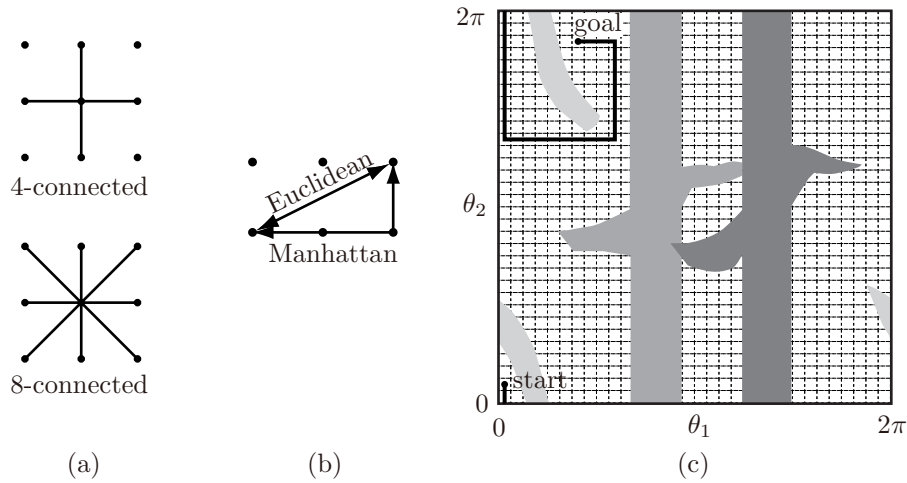 4-connected
8-connected
(a)
Euclidean
Manhattan
(b)
2π
goal
θ2
start
0
0
θ1
2π
(c)